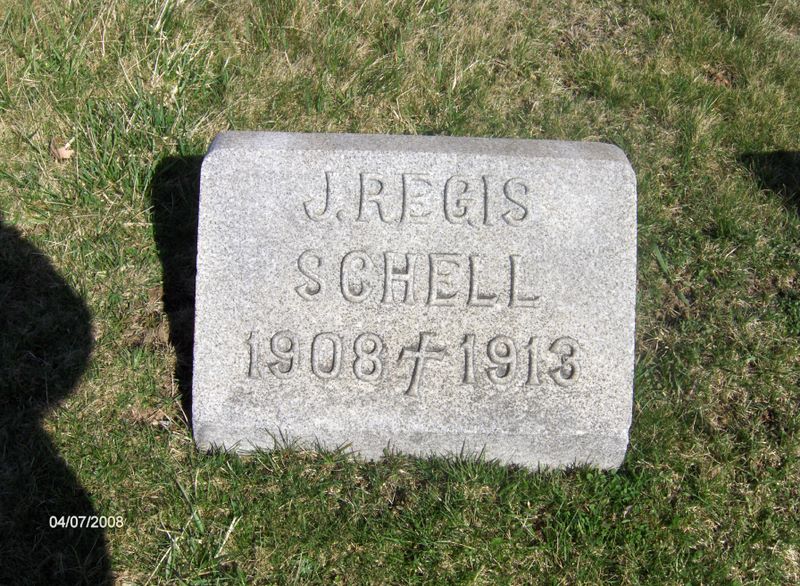 J. REGIS
SCHELL
1908 † 1913
04/07/2008